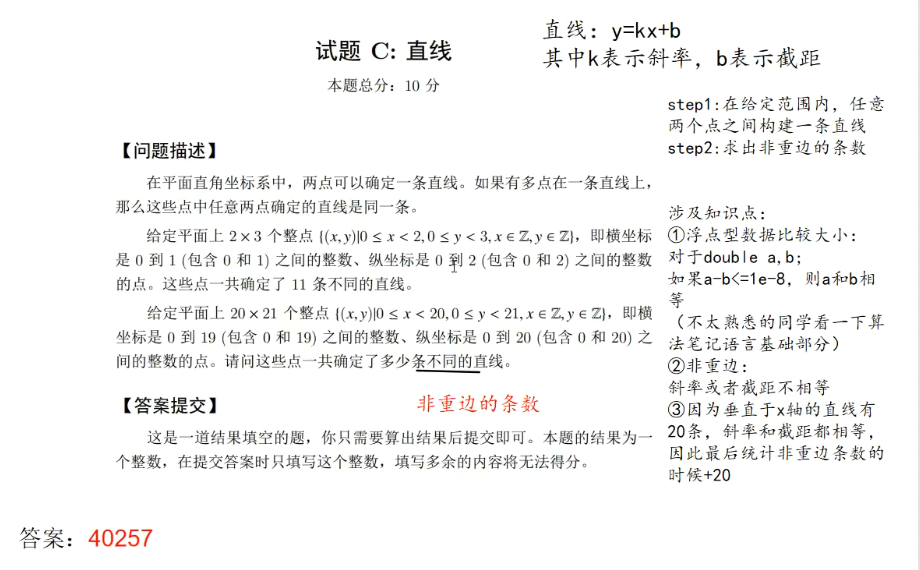 直线：y=kx+b
其中k表示斜率，b表示截距
试题 C: 直线
本题总分：10 分
step1:在给定范围内，任意
两个点之间构建一条直线
step2:求出非重边的条数
【问题描述】
在平面直角坐标系中，两点可以确定一条直线。如果有多点在一条直线上，
那么这些点中任意两点确定的直线是同一条。
给定平面上 2 × 3 个整点 {(x, y)|0 ≤ x < 2, 0 ≤ y < 3, x ∈ ℤ, y ∈ ℤ}，即横坐标
是 0 到 1 (包含 0 和 1) 之间的整数、纵坐标是 0 到 2 (包含 0 和 2) 之间的整数
的点。这些点一共确定了 11 条不同的直线。
给定平面上 20 × 21 个整点 {(x, y)|0 ≤ x < 20, 0 ≤ y < 21, x ∈ ℤ, y ∈ ℤ}，即横
坐标是 0 到 19 (包含 0 和 19) 之间的整数、纵坐标是 0 到 20 (包含 0 和 20) 之
间的整数的点。请问这些点一共确定了多少条不同的直线。
涉及知识点：
①浮点型数据比较大小：
对于double a,b;
如果a-b<=1e-8，则a和b相
等
（不太熟悉的同学看一下算
法笔记语言基础部分）
②非重边：
斜率或者截距不相等
③因为垂直于x轴的直线有
20条，斜率和截距都相等，
因此最后统计非重边条数的
时候+20
【答案提交】
非重边的条数
这是一道结果填空的题，你只需要算出结果后提交即可。本题的结果为一
个整数，在提交答案时只填写这个整数，填写多余的内容将无法得分。
答案：40257